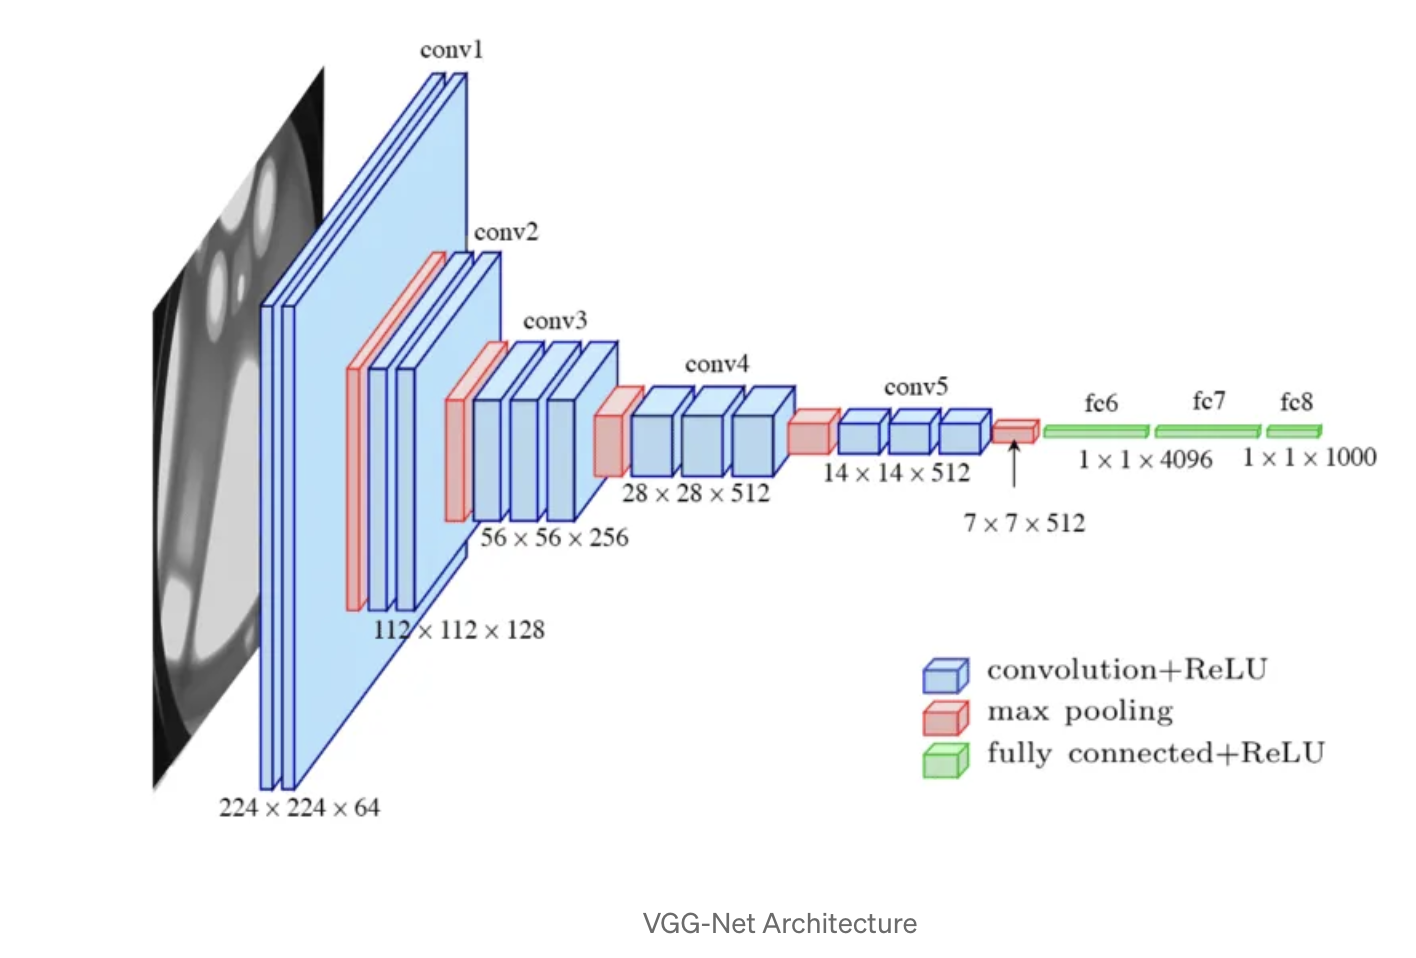 conv1
conv2
conv3
conv4
conv5
fc6
fc7
fc8
1 × 1 × 4096
1 × 1 × 1000
14 × 14 × 512
28 × 28 × 512
7 × 7 × 512
56 × 56 × 256
112 × 112 × 128
224 × 224 × 64
convolution+ReLU
max pooling
fully connected+ReLU
VGG-Net Architecture